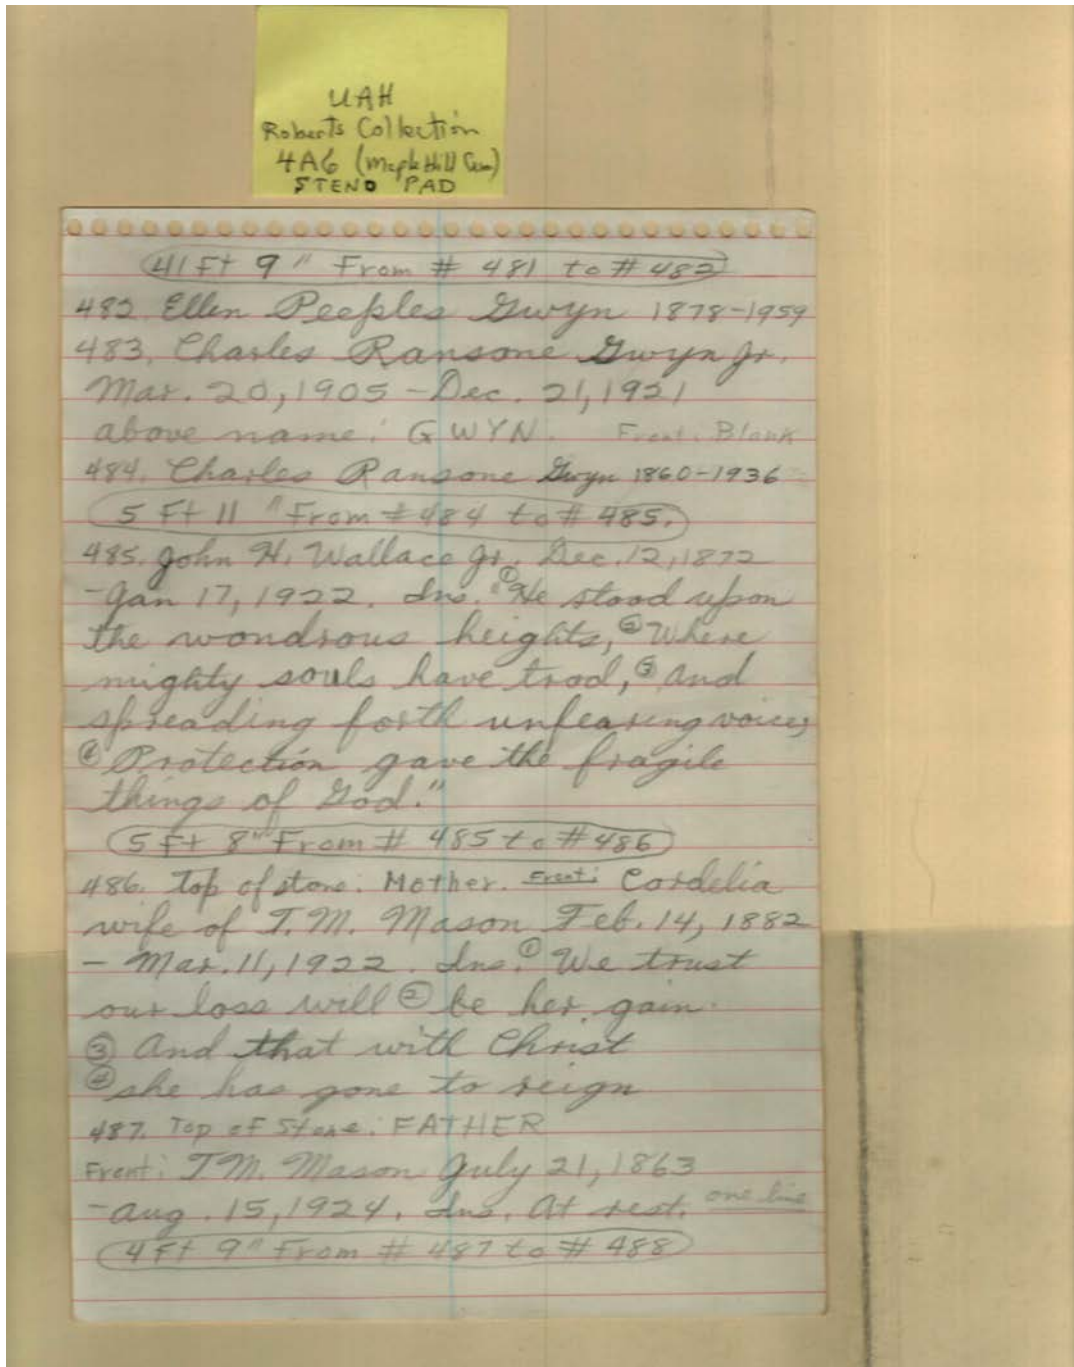 UAH
Roberts Collection
4A6 (Maple Hill Cem)
STENO PAD
41 Ft 9" From # 481 to # 482
482. Ellen Peeples Gwyn 1878-1959
483. Charles Ransone Gwyn Jr.
Mar. 20, 1905 - Dec. 21, 1921
above name: GWYN. Front: Blank
484. Charles Ransone Gwyn 1860-1936
5 Ft 11" From # 484 to # 485.
485. John H. Wallace Jr. Dec. 12, 1872
- Jan 17, 1922. Ins. "① He stood upon
the wondrous heights, ② Where
mighty souls have trod, ③ And
spreading forth unfearing voice,
④ Protection gave the fragile
things of God."
5 Ft 8" From # 485 to # 486
486. Top of stone: Mother. Front: Cordelia
wife of T.M. Mason Feb. 14, 1882
- Mar. 11, 1922. Ins. ① We trust
our loss will ② be her gain.
③ And that with Christ
④ she has gone to reign
487. Top of Stone: FATHER
Front: T.M. Mason July 21, 1863
- Aug. 15, 1924. Ins. At rest. one line
4 Ft 9" From # 487 to # 488